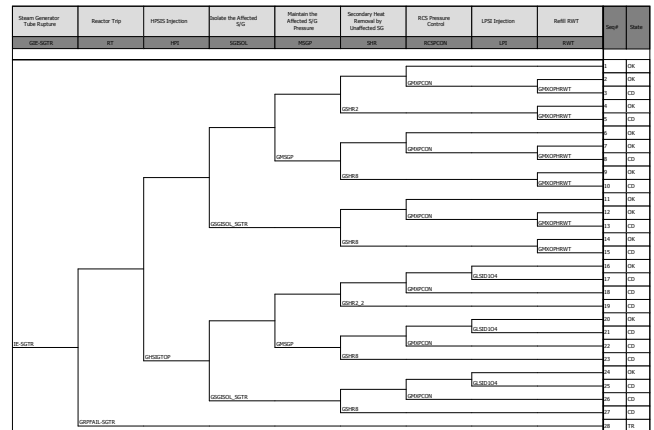 Steam Generator Tube Rupture
Reactor Trip
HPSIS Injection
Isolate the Affected S/G
Maintain the Affected S/G Pressure
Secondary Heat Removal by Unaffected SG
RCS Pressure Control
LPSI Injection
Refill RWT
Seq#
State
GIE-SGTR
RT
HPI
SGISOL
MSGP
SHR
RCSPCON
LPI
RWT
1 OK
2 OK
GMXPCON
GMXOPHRWT
3 CD
4 OK
GSHR2
GMXOPHRWT
5 CD
6 OK
7 OK
GMXPCON
GMSGP
GMXOPHRWT
8 CD
9 OK
GSHR8
GMXOPHRWT
10 CD
11 OK
12 OK
GMXPCON
GSGISOL_SGTR
GMXOPHRWT
13 CD
14 OK
GSHR8
GMXOPHRWT
15 CD
16 OK
GLSID1O4
17 CD
GMXPCON
18 CD
GSHR2_2
19 CD
20 OK
GLSID1O4
21 CD
IE-SGTR
GMSGP
GMXPCON
22 CD
GHSIGTOP
GSHR8
23 CD
24 OK
GLSID1O4
25 CD
GSGISOL_SGTR
GMXPCON
26 CD
GSHR8
27 CD
GRPFAIL-SGTR
28 TR